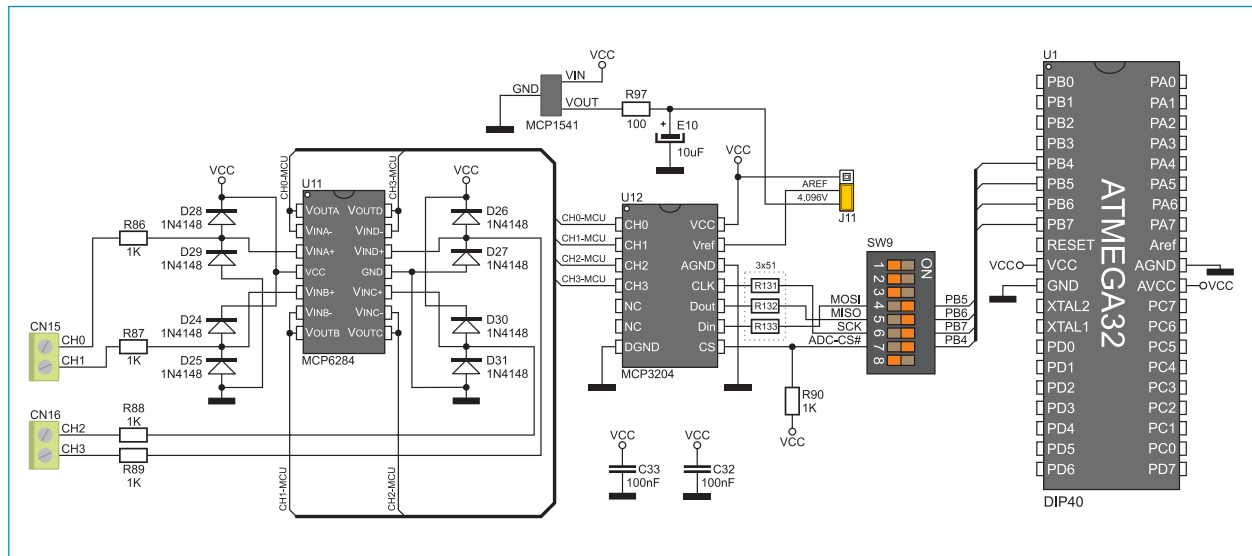 VCC
VIN
GND
VOUT
MCP1541
R97
100
E10
+
10uF
VCC
AREF
4.096V
J11
CH0-MCU
CH3-MCU
VCC
D28
1N4148
D29
1N4148
R86
1K
U11
VOUTA
VINA-
VINA+
VCC
VINB+
VINB-
VOUTB
VOUTD
VIND-
VIND+
GND
VINC+
VINC-
VOUTC
MCP6284
VCC
D26
1N4148
D27
1N4148
D24
1N4148
D25
1N4148
D30
1N4148
D31
1N4148
CN15
CH0
CH1
R87
1K
CN16
CH2
CH3
R88
1K
R89
1K
CH1-MCU
CH2-MCU
CH0-MCU
CH1-MCU
CH2-MCU
CH3-MCU
U12
CH0
CH1
CH2
CH3
NC
NC
DGND
VCC
Vref
AGND
CLK
Dout
Din
CS
MCP3204
3x51
R131
R132
R133
MOSI
MISO
SCK
ADC-CS#
R90
1K
VCC
VCC
C33
100nF
VCC
C32
100nF
SW9
ON
1
2
3
4
5
6
7
8
PB5
PB6
PB7
PB4
U1
PB0
PB1
PB2
PB3
PB4
PB5
PB6
PB7
RESET
VCC
GND
XTAL2
XTAL1
PD0
PD1
PD2
PD3
PD4
PD5
PD6
ATMEGA32
PA0
PA1
PA2
PA3
PA4
PA5
PA6
PA7
Aref
AGND
AVCC
PC7
PC6
PC5
PC4
PC3
PC2
PC1
PC0
PD7
VCC
VCC
DIP40